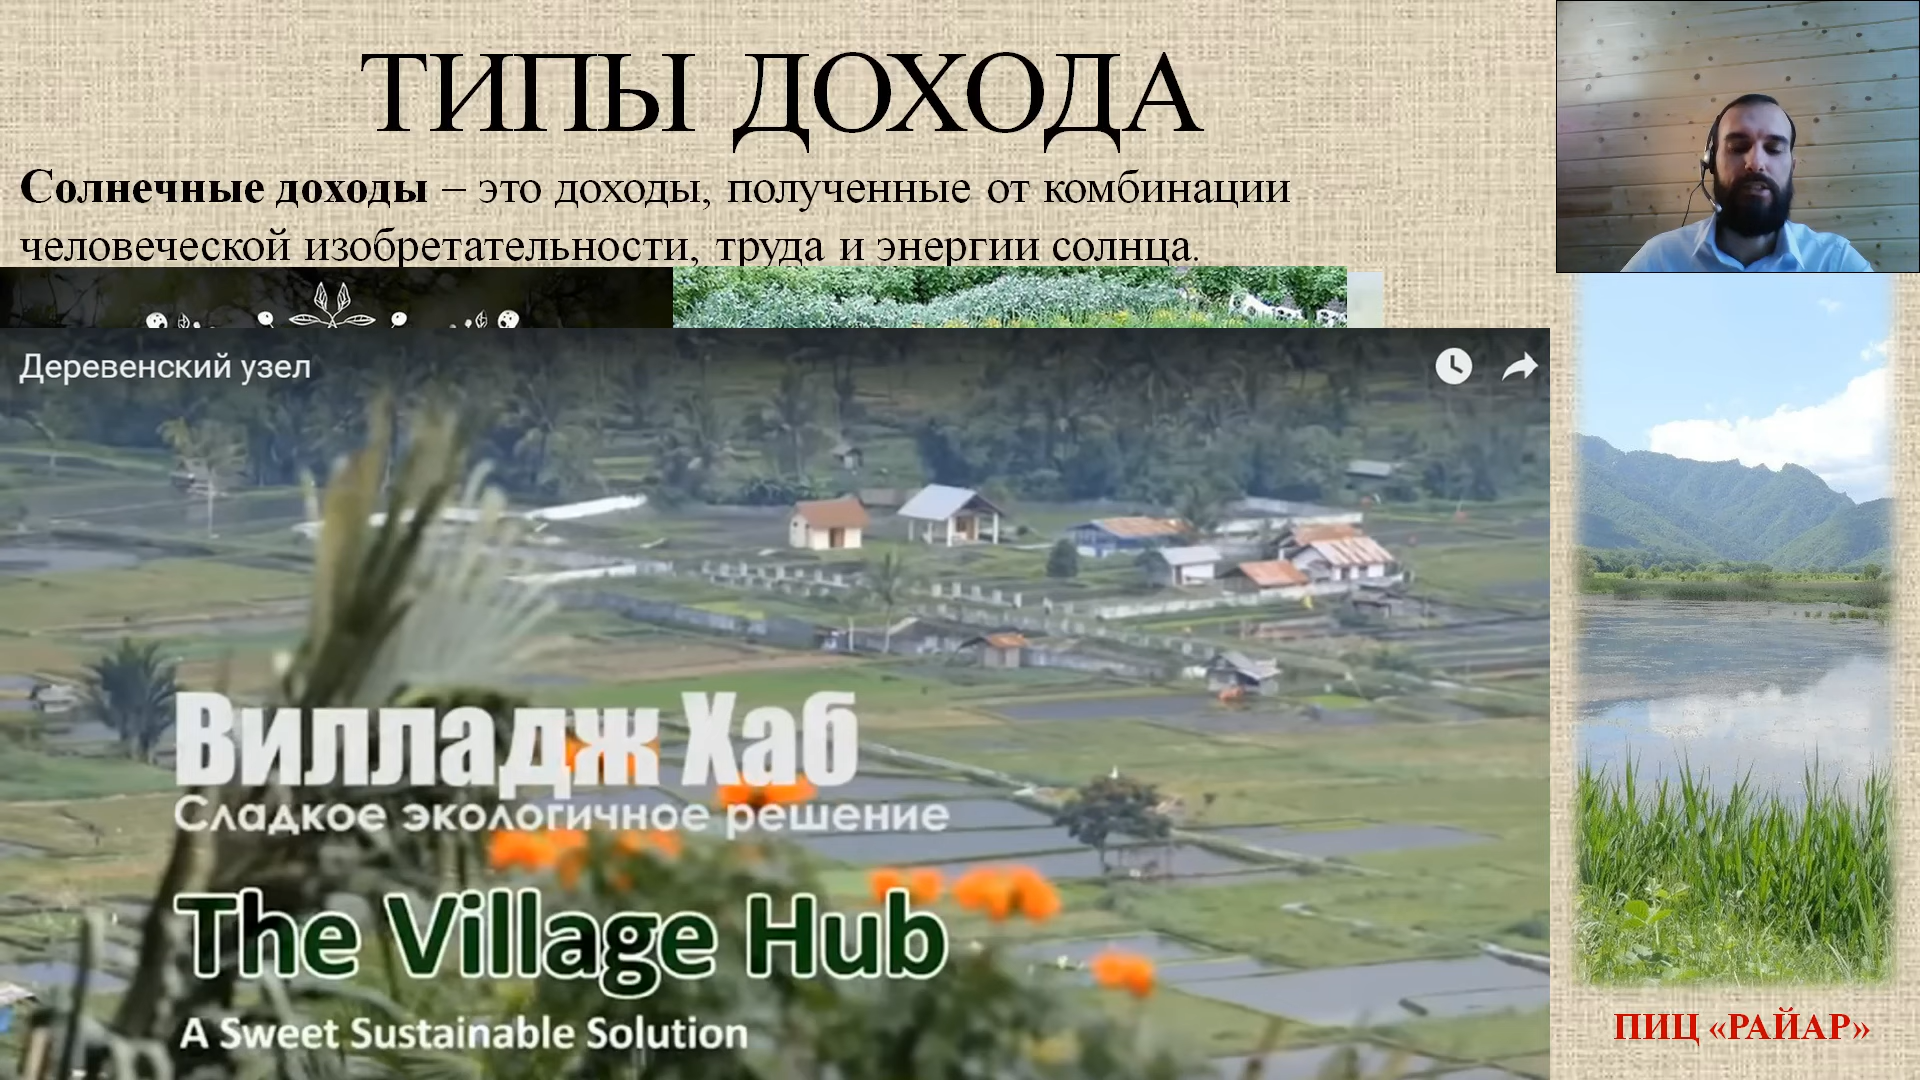 ТИПЫ ДОХОДА
Солнечные доходы – это доходы, полученные от комбинации
человеческой изобретательности, труда и энергии солнца.
Деревенский узел
Вилладж Хаб
Сладкое экологичное решение
The Village Hub
A Sweet Sustainable Solution
ПИЦ «РАЙАР»